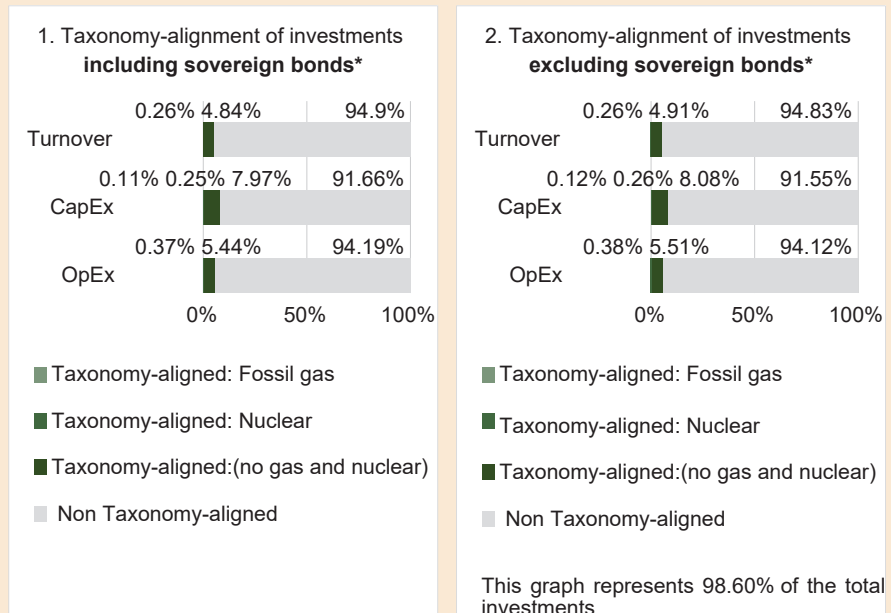 1. Taxonomy-alignment of investments
including sovereign bonds*
0.26% 4.84% 94.9%
Turnover
0.11% 0.25% 7.97% 91.66%
CapEx
0.37% 5.44% 94.19%
OpEx
0% 50% 100%
Taxonomy-aligned: Fossil gas
Taxonomy-aligned: Nuclear
Taxonomy-aligned:(no gas and nuclear)
Non Taxonomy-aligned
2. Taxonomy-alignment of investments
excluding sovereign bonds*
0.26% 4.91% 94.83%
Turnover
0.12% 0.26% 8.08% 91.55%
CapEx
0.38% 5.51% 94.12%
OpEx
0% 50% 100%
Taxonomy-aligned: Fossil gas
Taxonomy-aligned: Nuclear
Taxonomy-aligned:(no gas and nuclear)
Non Taxonomy-aligned
This graph represents 98.60% of the total
investments